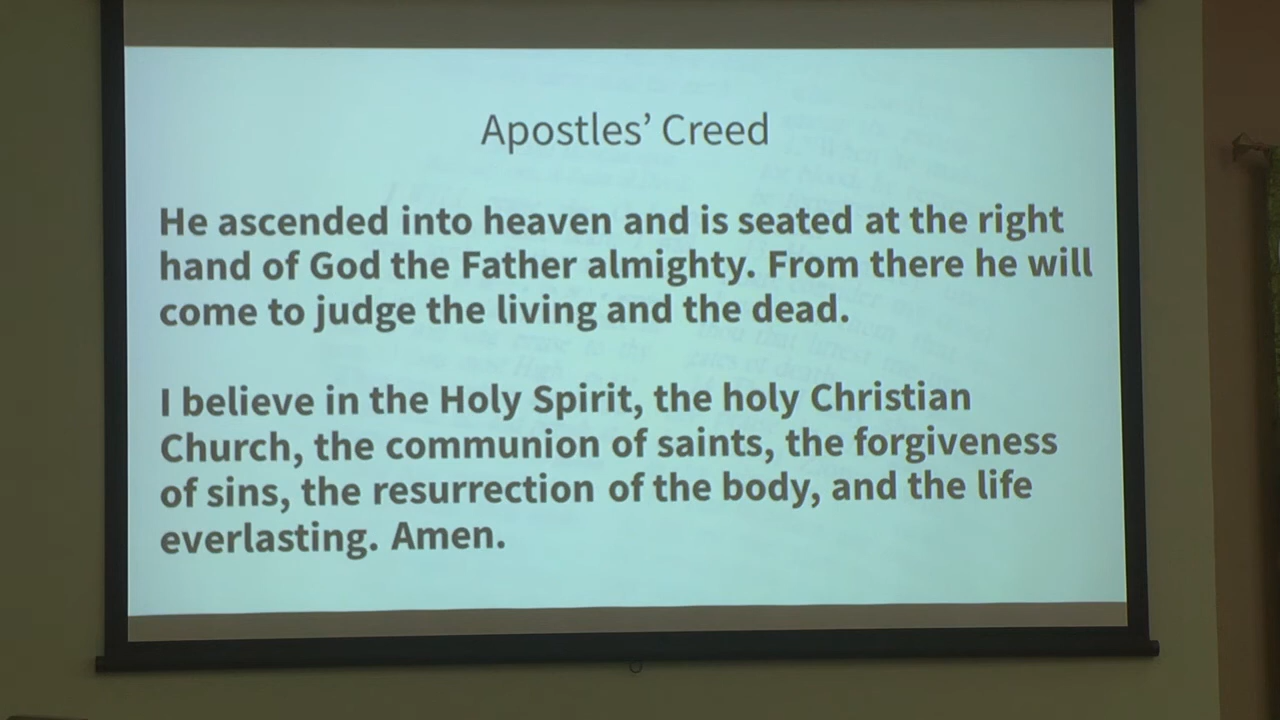 Apostles’ Creed
He ascended into heaven and is seated at the right
hand of God the Father almighty. From there he will
come to judge the living and the dead.
I believe in the Holy Spirit, the holy Christian
Church, the communion of saints, the forgiveness
of sins, the resurrection of the body, and the life
everlasting. Amen.